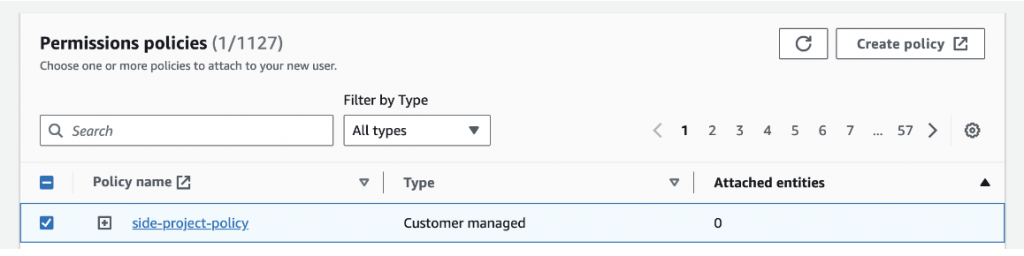 Permissions policies (1/1127)
Create policy
Choose one or more policies to attach to your new user.
Filter by Type
Search
All types
1 2 3 4 5 6 7 ... 57
Policy name Type Attached entities
side-project-policy Customer managed 0